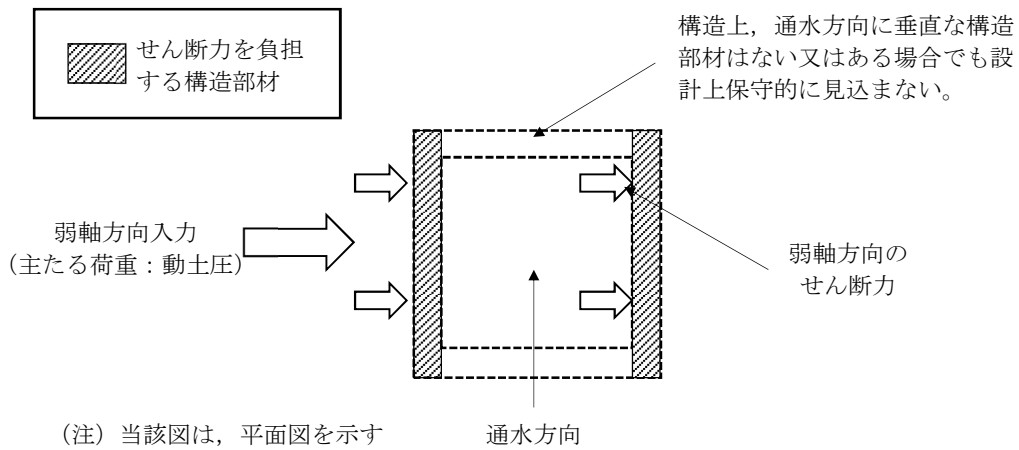 せん断力を負担
する構造部材
構造上，通水方向に垂直な構造
部材はない又はある場合でも設
計上保守的に見込まない。
弱軸方向入力
（主たる荷重：動土圧）
弱軸方向の
せん断力
（注）当該図は，平面図を示す
通水方向